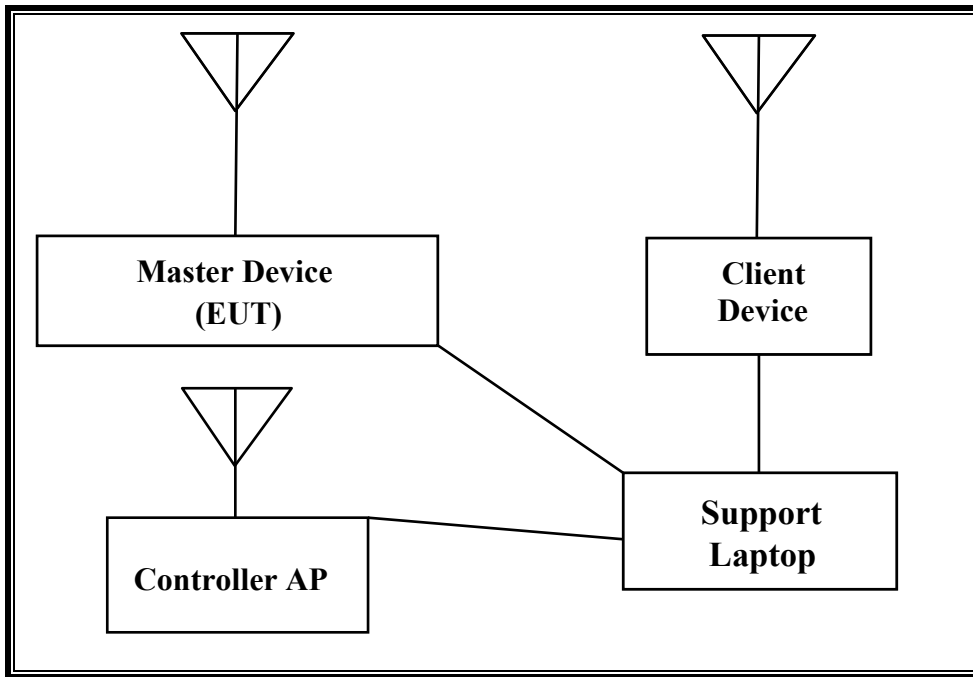 Master Device
(EUT)
Client
Device
Controller AP
Support
Laptop